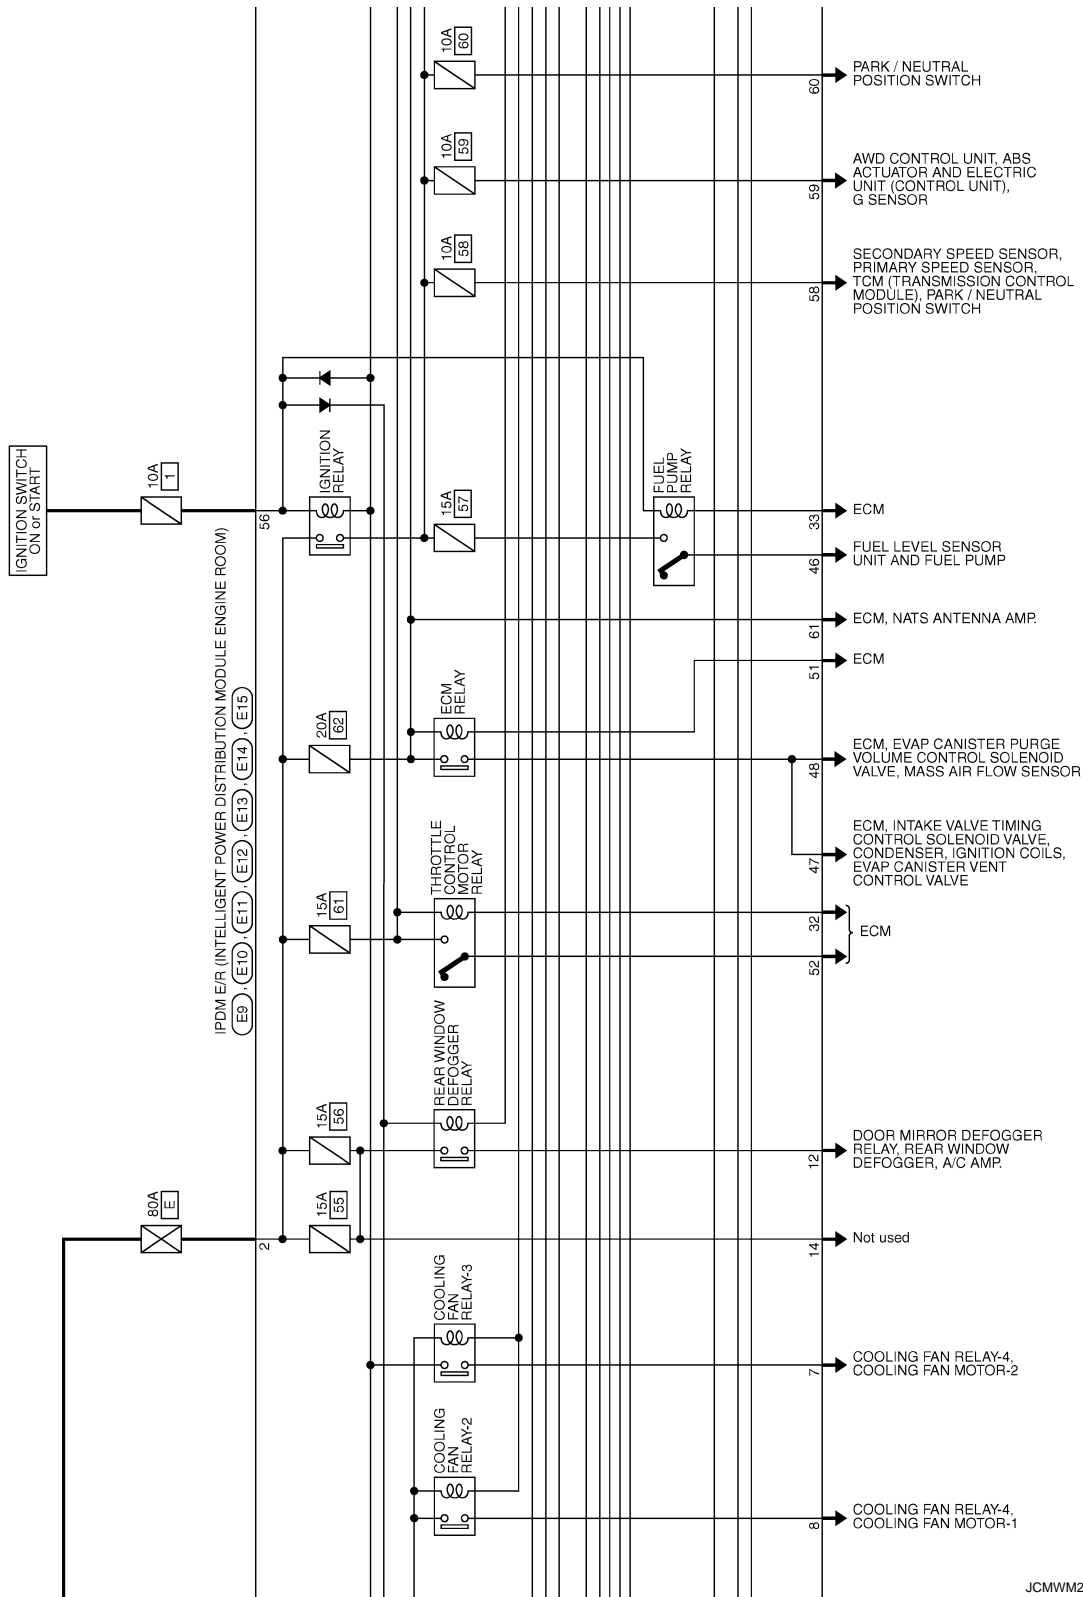 10A
60
60
PARK / NEUTRAL
POSITION SWITCH
10A
59
59
AWD CONTROL UNIT, ABS
ACTUATOR AND ELECTRIC
UNIT (CONTROL UNIT),
G SENSOR
10A
58
58
SECONDARY SPEED SENSOR,
PRIMARY SPEED SENSOR,
TCM (TRANSMISSION CONTROL
MODULE), PARK / NEUTRAL
POSITION SWITCH
IGNITION SWITCH
ON or START
10A
1
56
IGNITION
RELAY
15A
57
FUEL
PUMP
RELAY
33
ECM
46
FUEL LEVEL SENSOR
UNIT AND FUEL PUMP
61
ECM, NATS ANTENNA AMP.
51
ECM
IPDM E/R (INTELLIGENT POWER DISTRIBUTION MODULE ENGINE ROOM)
E9 , E10 , E11 , E12 , E13 , E14 , E15
20A
62
ECM
RELAY
48
ECM, EVAP CANISTER PURGE
VOLUME CONTROL SOLENOID
VALVE, MASS AIR FLOW SENSOR
47
ECM, INTAKE VALVE TIMING
CONTROL SOLENOID VALVE,
CONDENSER, IGNITION COILS,
EVAP CANISTER VENT
CONTROL VALVE
15A
61
THROTTLE
CONTROL
MOTOR
RELAY
32
52
ECM
15A
56
REAR WINDOW
DEFOGGER
RELAY
12
DOOR MIRROR DEFOGGER
RELAY, REAR WINDOW
DEFOGGER, A/C AMP.
80A
E
2
15A
55
14
Not used
COOLING
FAN
RELAY-3
7
COOLING FAN RELAY-4,
COOLING FAN MOTOR-2
COOLING
FAN
RELAY-2
8
COOLING FAN RELAY-4,
COOLING FAN MOTOR-1
JCMWM2